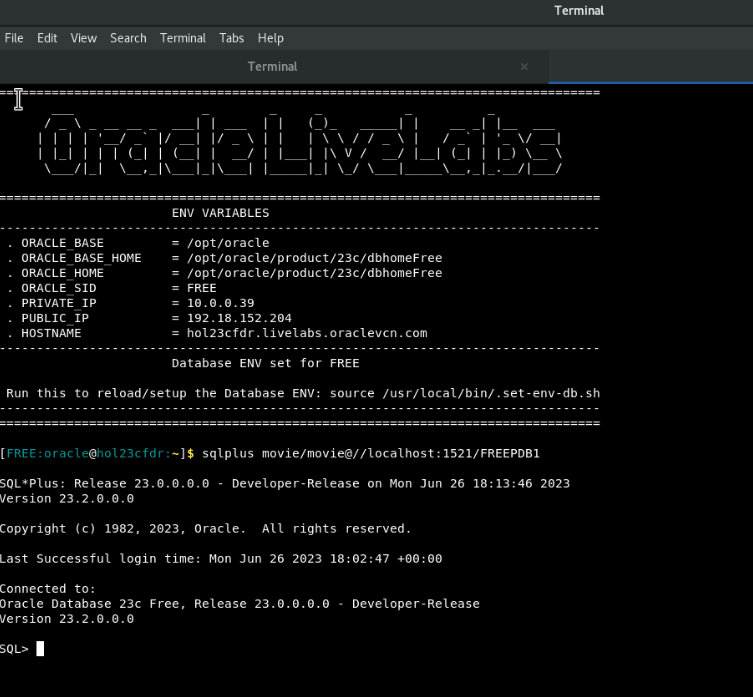 Terminal
File Edit View Search Terminal Tabs Help
Terminal ×
================================================================================
OracleLiveLabs
================================================================================
ENV VARIABLES
--------------------------------------------------------------------------------
. ORACLE_BASE = /opt/oracle
. ORACLE_BASE_HOME = /opt/oracle/product/23c/dbhomeFree
. ORACLE_HOME = /opt/oracle/product/23c/dbhomeFree
. ORACLE_SID = FREE
. PRIVATE_IP = 10.0.0.39
. PUBLIC_IP = 192.18.152.204
. HOSTNAME = hol23cfdr.livelabs.oraclevcn.com
--------------------------------------------------------------------------------
Database ENV set for FREE
Run this to reload/setup the Database ENV: source /usr/local/bin/.set-env-db.sh
--------------------------------------------------------------------------------
================================================================================
[FREE:oracle@hol23cfdr:~]$ sqlplus movie/movie@//localhost:1521/FREEPDB1
SQL*Plus: Release 23.0.0.0.0 - Developer-Release on Mon Jun 26 18:13:46 2023
Version 23.2.0.0.0
Copyright (c) 1982, 2023, Oracle. All rights reserved.
Last Successful login time: Mon Jun 26 2023 18:02:47 +00:00
Connected to:
Oracle Database 23c Free, Release 23.0.0.0.0 - Developer-Release
Version 23.2.0.0.0
SQL>